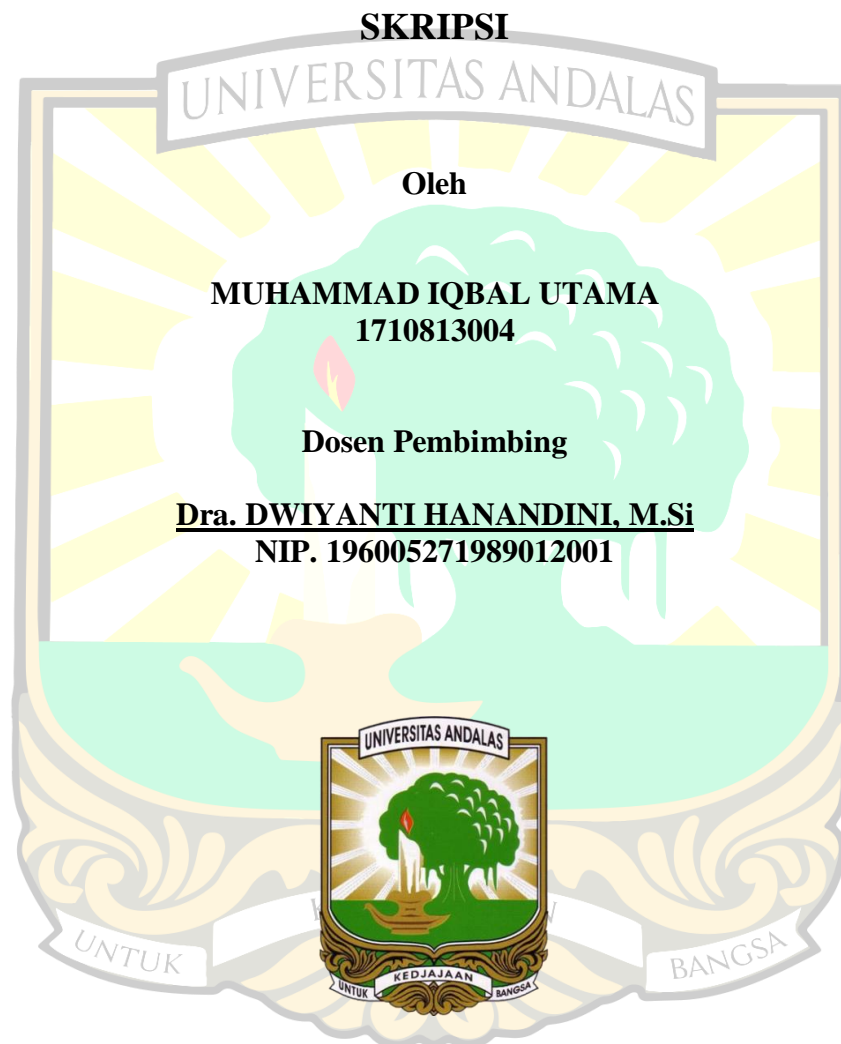 SKRIPSI
UNIVERSITAS ANDALAS
Oleh
MUHAMMAD IQBAL UTAMA
1710813004
Dosen Pembimbing
Dra. DWIYANTI HANANDINI, M.Si
NIP. 196005271989012001
UNIVERSITAS ANDALAS
UNTUK
BANGSA
UNTUK
KEDJAJAAN
BANGSA